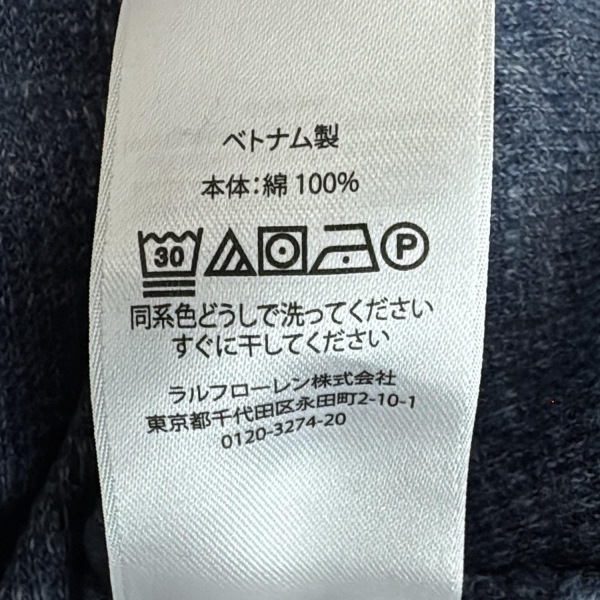 ベトナム製
本体：綿 100%
30 P
同系色どうしで洗ってください
すぐに干してください
ラルフローレン株式会社
東京都千代田区永田町2-10-1
0120-3274-20